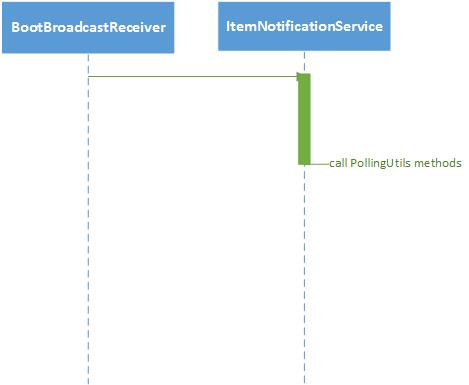 BootBroadcastReceiver
ItemNotificationService
call PollingUtils methods